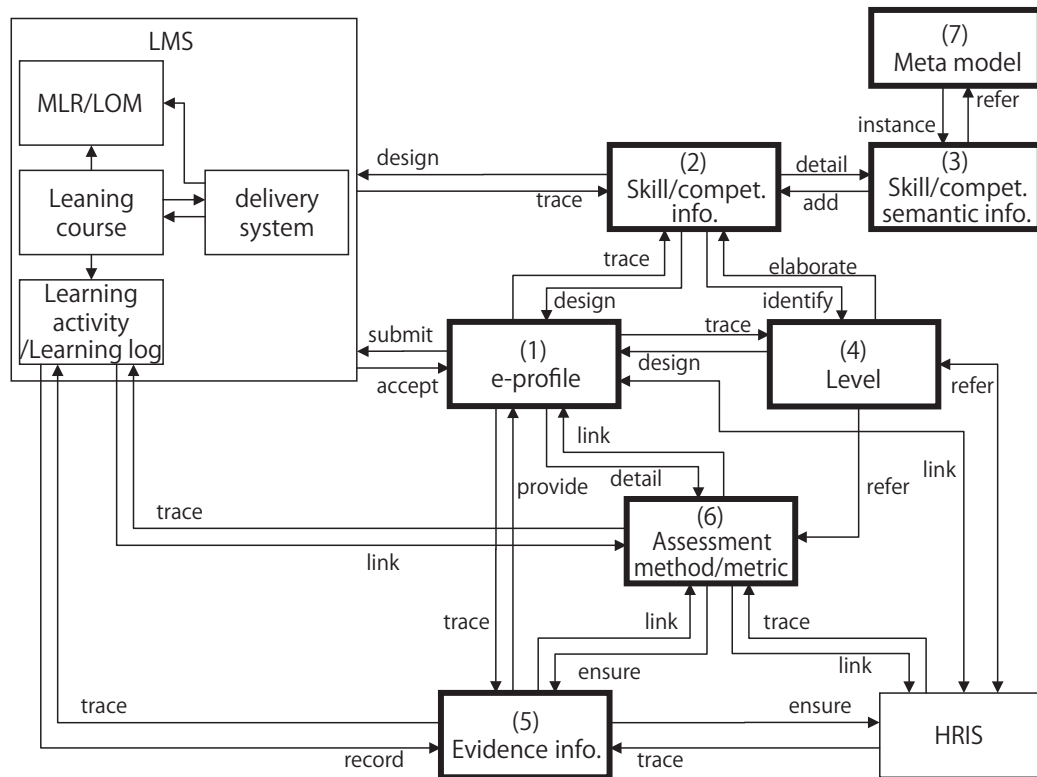 LMS
MLR/LOM
Leaning
course
delivery
system
Learning
activity
/Learning log
(7)
Meta model
instance
refer
design
trace
(2)
Skill/compet.
info.
detail
add
(3)
Skill/compet.
semantic info.
trace
design
elaborate
identify
submit
accept
(1)
e-profile
trace
design
(4)
Level
refer
link
detail
provide
link
refer
trace
link
(6)
Assessment
method/metric
trace
link
ensure
trace
link
trace
record
(5)
Evidence info.
ensure
trace
HRIS